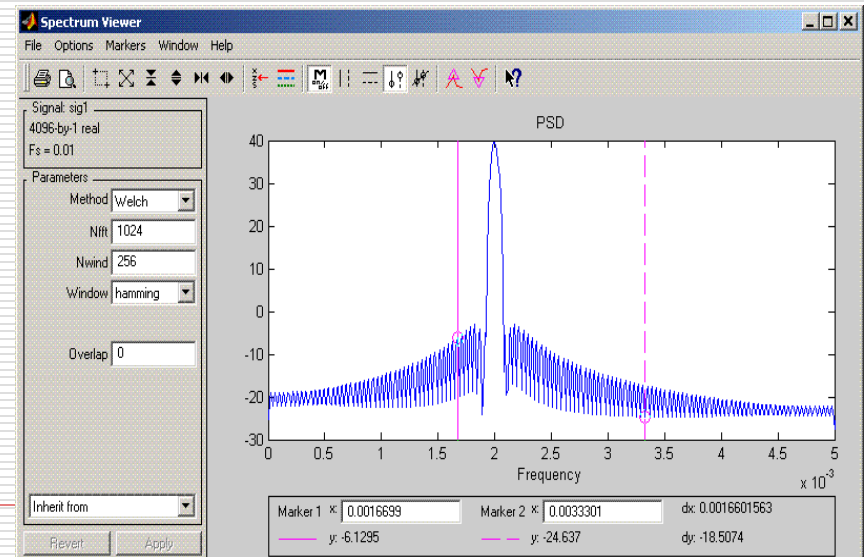 Spectrum Viewer
File Options Markers Window Help
M
on/off
Signal: sig1
4096-by-1 real
Fs = 0.01
Parameters
Method Welch
Nfft 1024
Nwind 256
Window hamming
Overlap 0
Inherit from
Revert Apply
PSD
40
30
20
10
0
-10
-20
-30
0 0.5 1 1.5 2 2.5 3 3.5 4 4.5 5
Frequency
x 10⁻³
Marker 1 x: 0.0016699 Marker 2 x: 0.0033301 dx: 0.0016601563
y: -6.1295 y: -24.637 dy: -18.5074